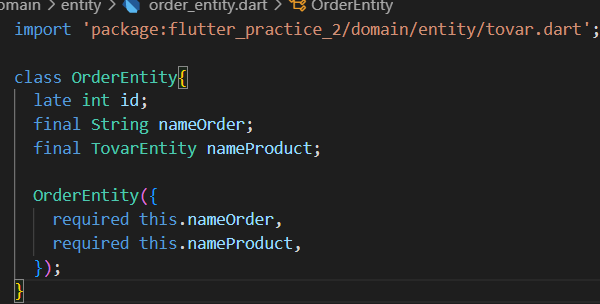 omain > entity > order_entity.dart > OrderEntity
import 'package:flutter_practice_2/domain/entity/tovar.dart';
class OrderEntity{
  late int id;
  final String nameOrder;
  final TovarEntity nameProduct;
  OrderEntity({
    required this.nameOrder,
    required this.nameProduct,
  });
}